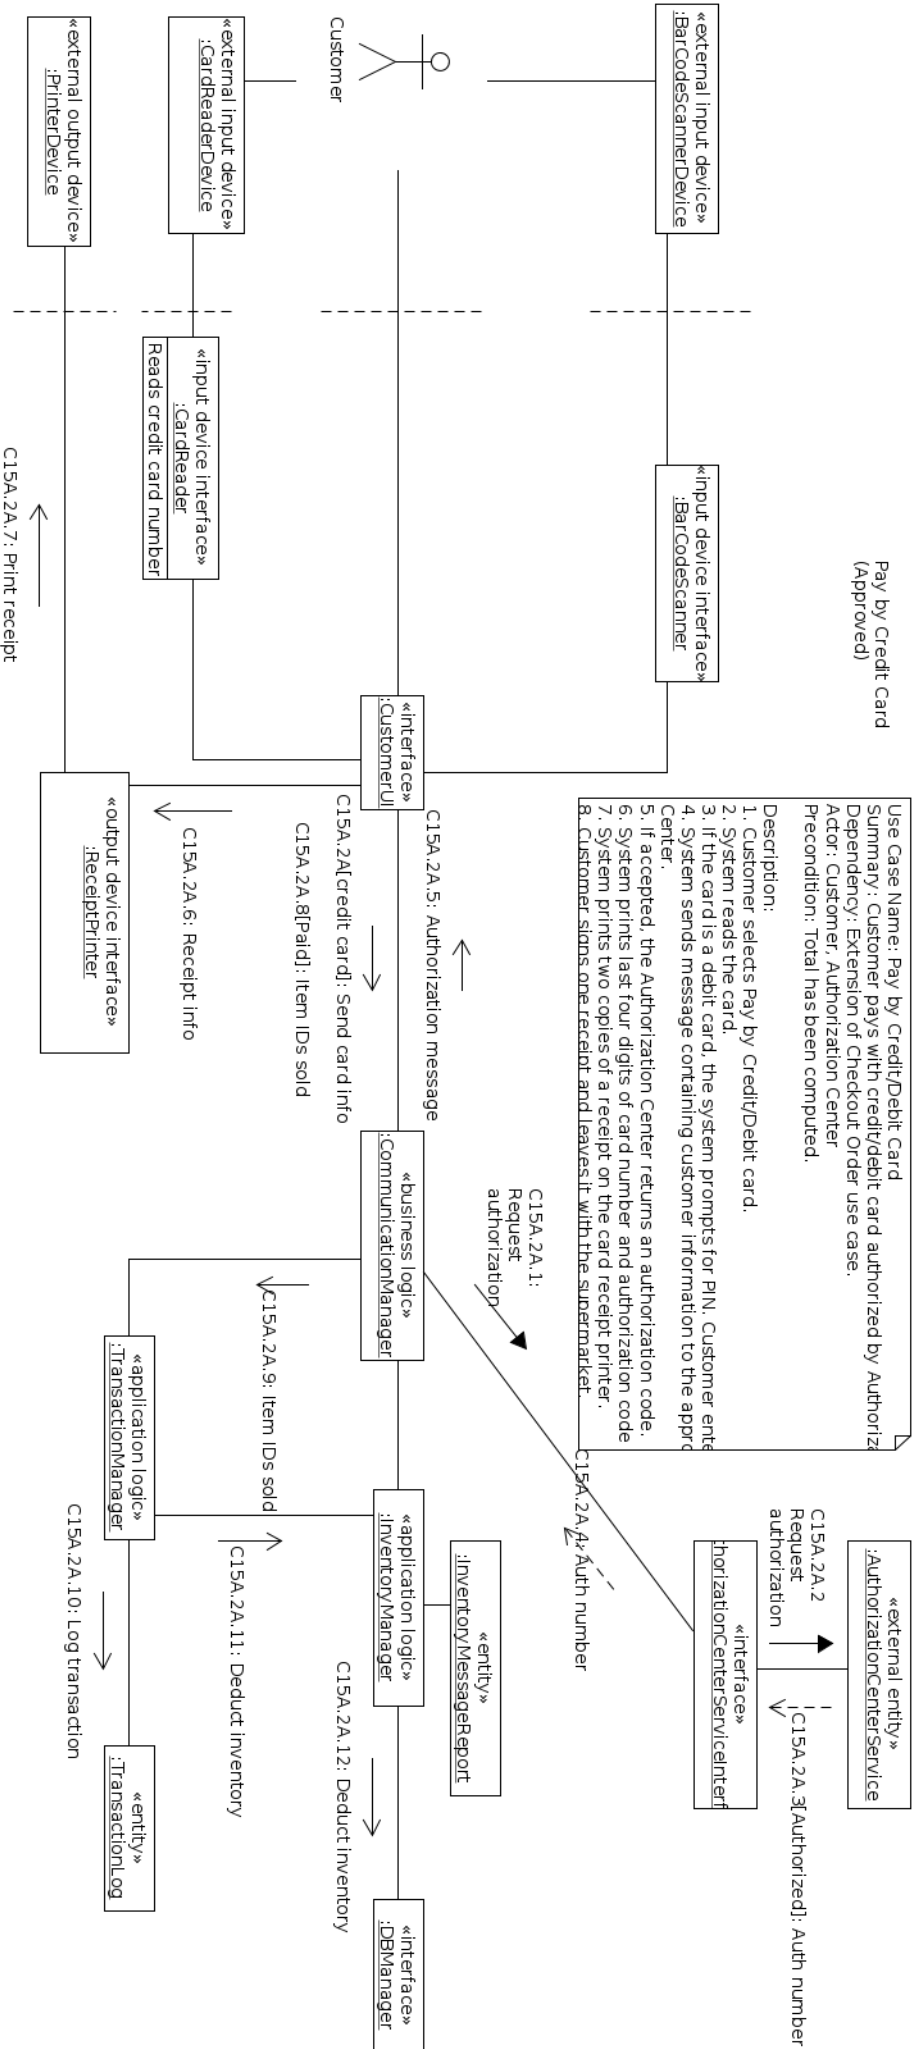 Pay by Credit Card
(Approved)
Use Case Name: Pay by Credit/Debit Card
Summary: Customer pays with credit/debit card authorized by Authoriz
Dependency: Extension of Checkout Order use case.
Actor: Customer, Authorization Center
Precondition: Total has been computed.
Description:
1. Customer selects Pay by Credit/Debit card.
2. System reads the card.
3. If the card is a debit card, the system prompts for PIN. Customer ente
4. System sends message containing customer information to the appro
Center.
5. If accepted, the Authorization Center returns an authorization code.
6. System prints last four digits of card number and authorization code
7. System prints two copies of a receipt on the card receipt printer.
8. Customer signs one receipt and leaves it with the supermarket.
«external entity»
:AuthorizationCenterService
C15A.2A.2
Request
authorization
C15A.2A.3[Authorized]: Auth number
«interface»
:horizationCenterServiceInterf
«external input device»
:BarCodeScannerDevice
«input device interface»
:BarCodeScanner
C15A.2A.4: Auth number
C15A.2A.1:
Request
authorization
«entity»
:InventoryMessageReport
Customer
C15A.2A.5: Authorization message
«interface»
:CustomerUI
«business logic»
:CommunicationManager
«application logic»
:InventoryManager
«interface»
:DBManager
C15A.2A[credit card]: Send card info
C15A.2A.8[Paid]: Item IDs sold
C15A.2A.12: Deduct inventory
«external input device»
:CardReaderDevice
«input device interface»
:CardReader
Reads credit card number
C15A.2A.6: Receipt info
C15A.2A.9: Item IDs sold
C15A.2A.11: Deduct inventory
«external output device»
:PrinterDevice
«output device interface»
:ReceiptPrinter
«application logic»
:TransactionManager
«entity»
:TransactionLog
C15A.2A.10: Log transaction
C15A.2A.7: Print receipt